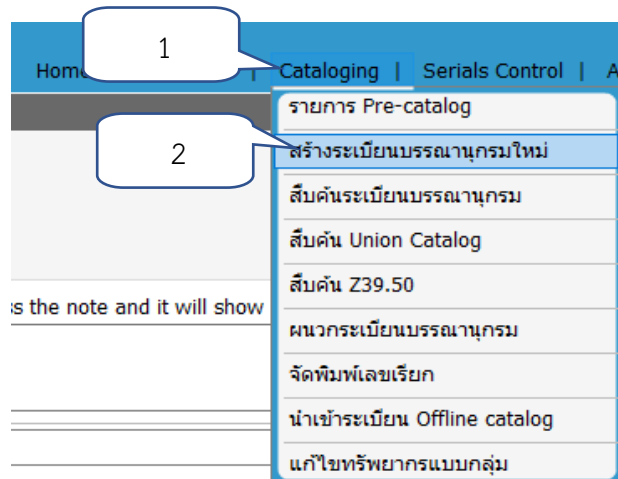 1
Home | Cataloging | Serials Control | A
รายการ Pre-catalog
2
สร้างระเบียนบรรณานุกรมใหม่
สืบค้นระเบียนบรรณานุกรม
สืบค้น Union Catalog
สืบค้น Z39.50
ss the note and it will show
ผนวกระเบียนบรรณานุกรม
จัดพิมพ์เลขเรียก
นำเข้าระเบียน Offline catalog
แก้ไขทรัพยากรแบบกลุ่ม